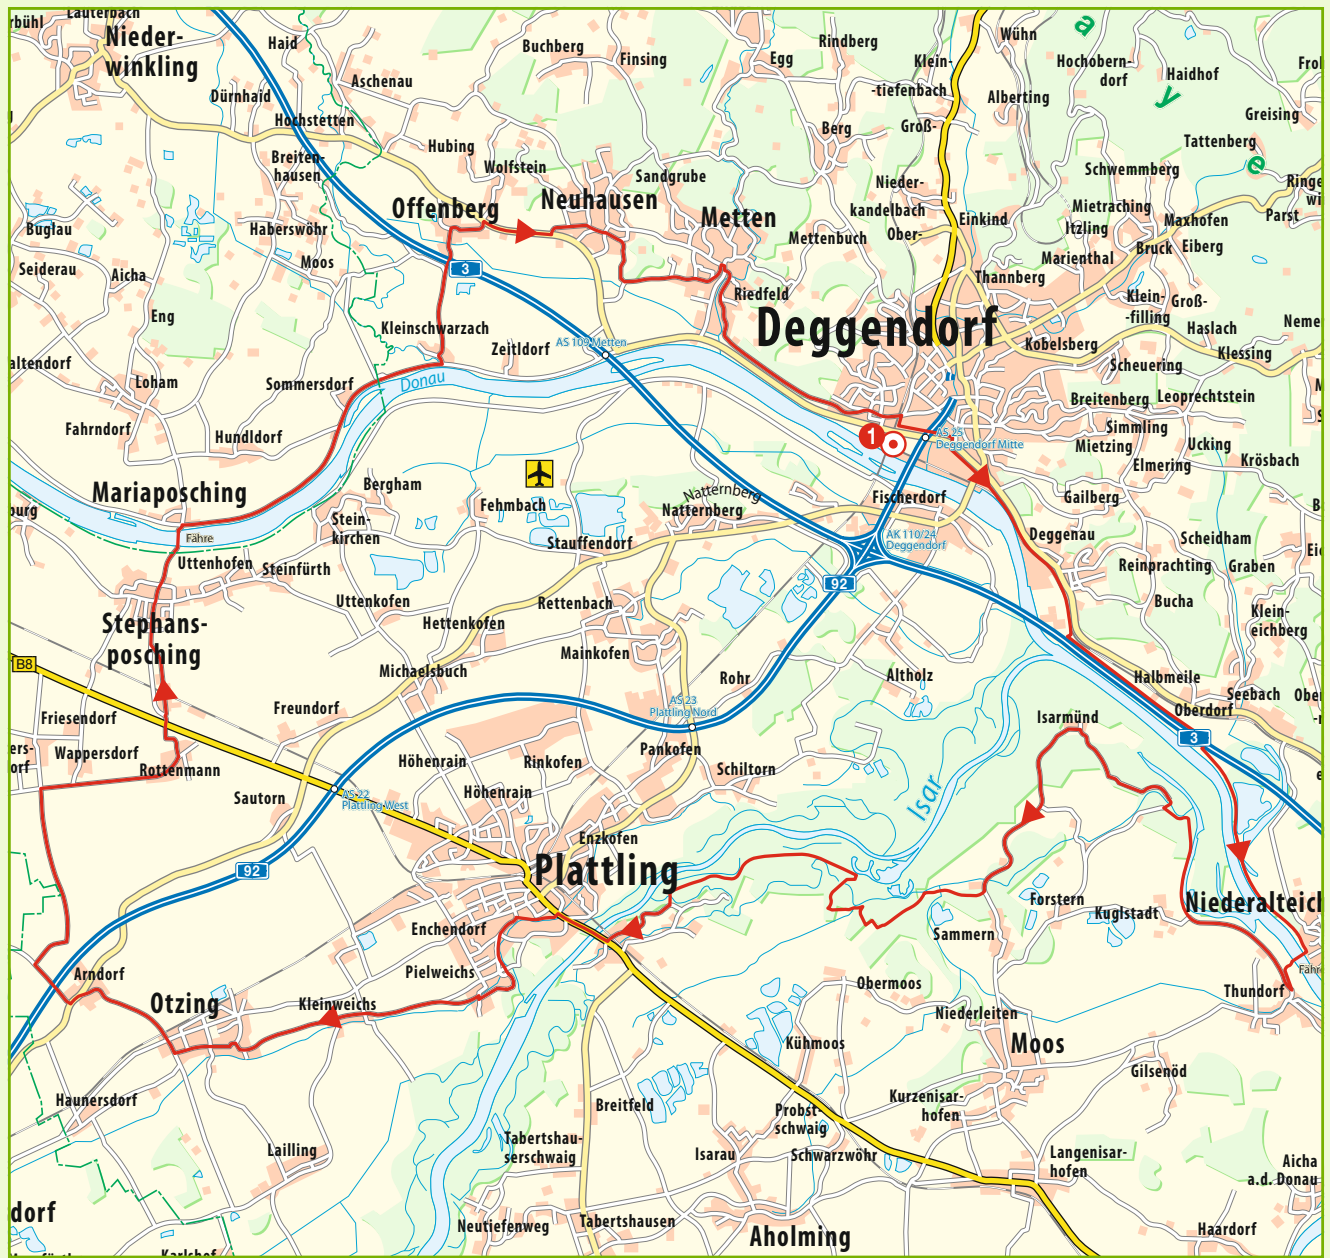 Lauterbach
Nieder-
winkling
Haid
Aschenau
Dürnhaid
Hochstetten
Breiten-
hausen
Buchberg
Finsing
Rindberg
Egg
Klein-
-tiefenbach
Wühn
Hochobern-
dorf
Haidhof
a
y
e
Alberting
Greising
Tattenberg
Berg
Groß-
Hubing
Wolfstein
Sandgrube
Schwemmberg
Nieder-
kandelbach
Ober-
Einkind
Mietraching
Itzling
Maxhofen
Parst
Offenberg
Neuhausen
Metten
Mettenbuch
Bruck
Eiberg
Marienthal
Thannberg
Buglau
Haberswöhr
Moos
Seiderau
Aicha
3
Riedfeld
Klein-
-filling
Groß-
Haslach
Eng
Kleinschwarzach
Zeitldorf
AS 109 Metten
Deggendorf
Kobelsberg
Klessing
Scheuering
Loham
Sommersdorf
Donau
Breitenberg
Leoprechtstein
Fahrndorf
Hundldorf
Simmling
Mietzing
Ucking
Elmering
Krösbach
1
AS 25
Deggendorf Mitte
Mariaposching
Bergham
Fehmbach
Natternberg
Natternberg
Fischerdorf
Gailberg
Fähre
Stein-
kirchen
Stauffendorf
AK 110/24
Deggendorf
Deggenau
Scheidham
Uttenhofen
Steinfürth
Reinprachting
Graben
92
Uttenkofen
Rettenbach
Bucha
Klein-
eichberg
Stephans-
posching
Hettenkofen
Mainkofen
B8
Michaelsbuch
Rohr
Altholz
Halbmeile
Seebach
Oberdorf
AS 23
Plattling Nord
Friesendorf
Freundorf
Isarmünd
3
Wappersdorf
Rottenmann
Höhenrain
Rinkofen
Pankofen
Schiltorn
Sautorn
AS 22
Plattling West
Höhenrain
Isar
Enzkofen
92
Plattling
Forstern
Kuglstadt
Niederalteich
Enchendorf
Sammern
Arndorf
Pielweichs
Obermoos
Thundorf
Otzing
Kleinweichs
Niederleiten
Kühmoos
Moos
Gilsenöd
Haunersdorf
Breitfeld
Kurzenisar-
hofen
Probst-
schwaig
Lailling
Tabertshau-
serschwaig
Isarau
Schwarzwöhr
Langenisar-
hofen
Aicha
a.d. Donau
Neutiefenweg
Tabertshausen
Aholming
Haardorf